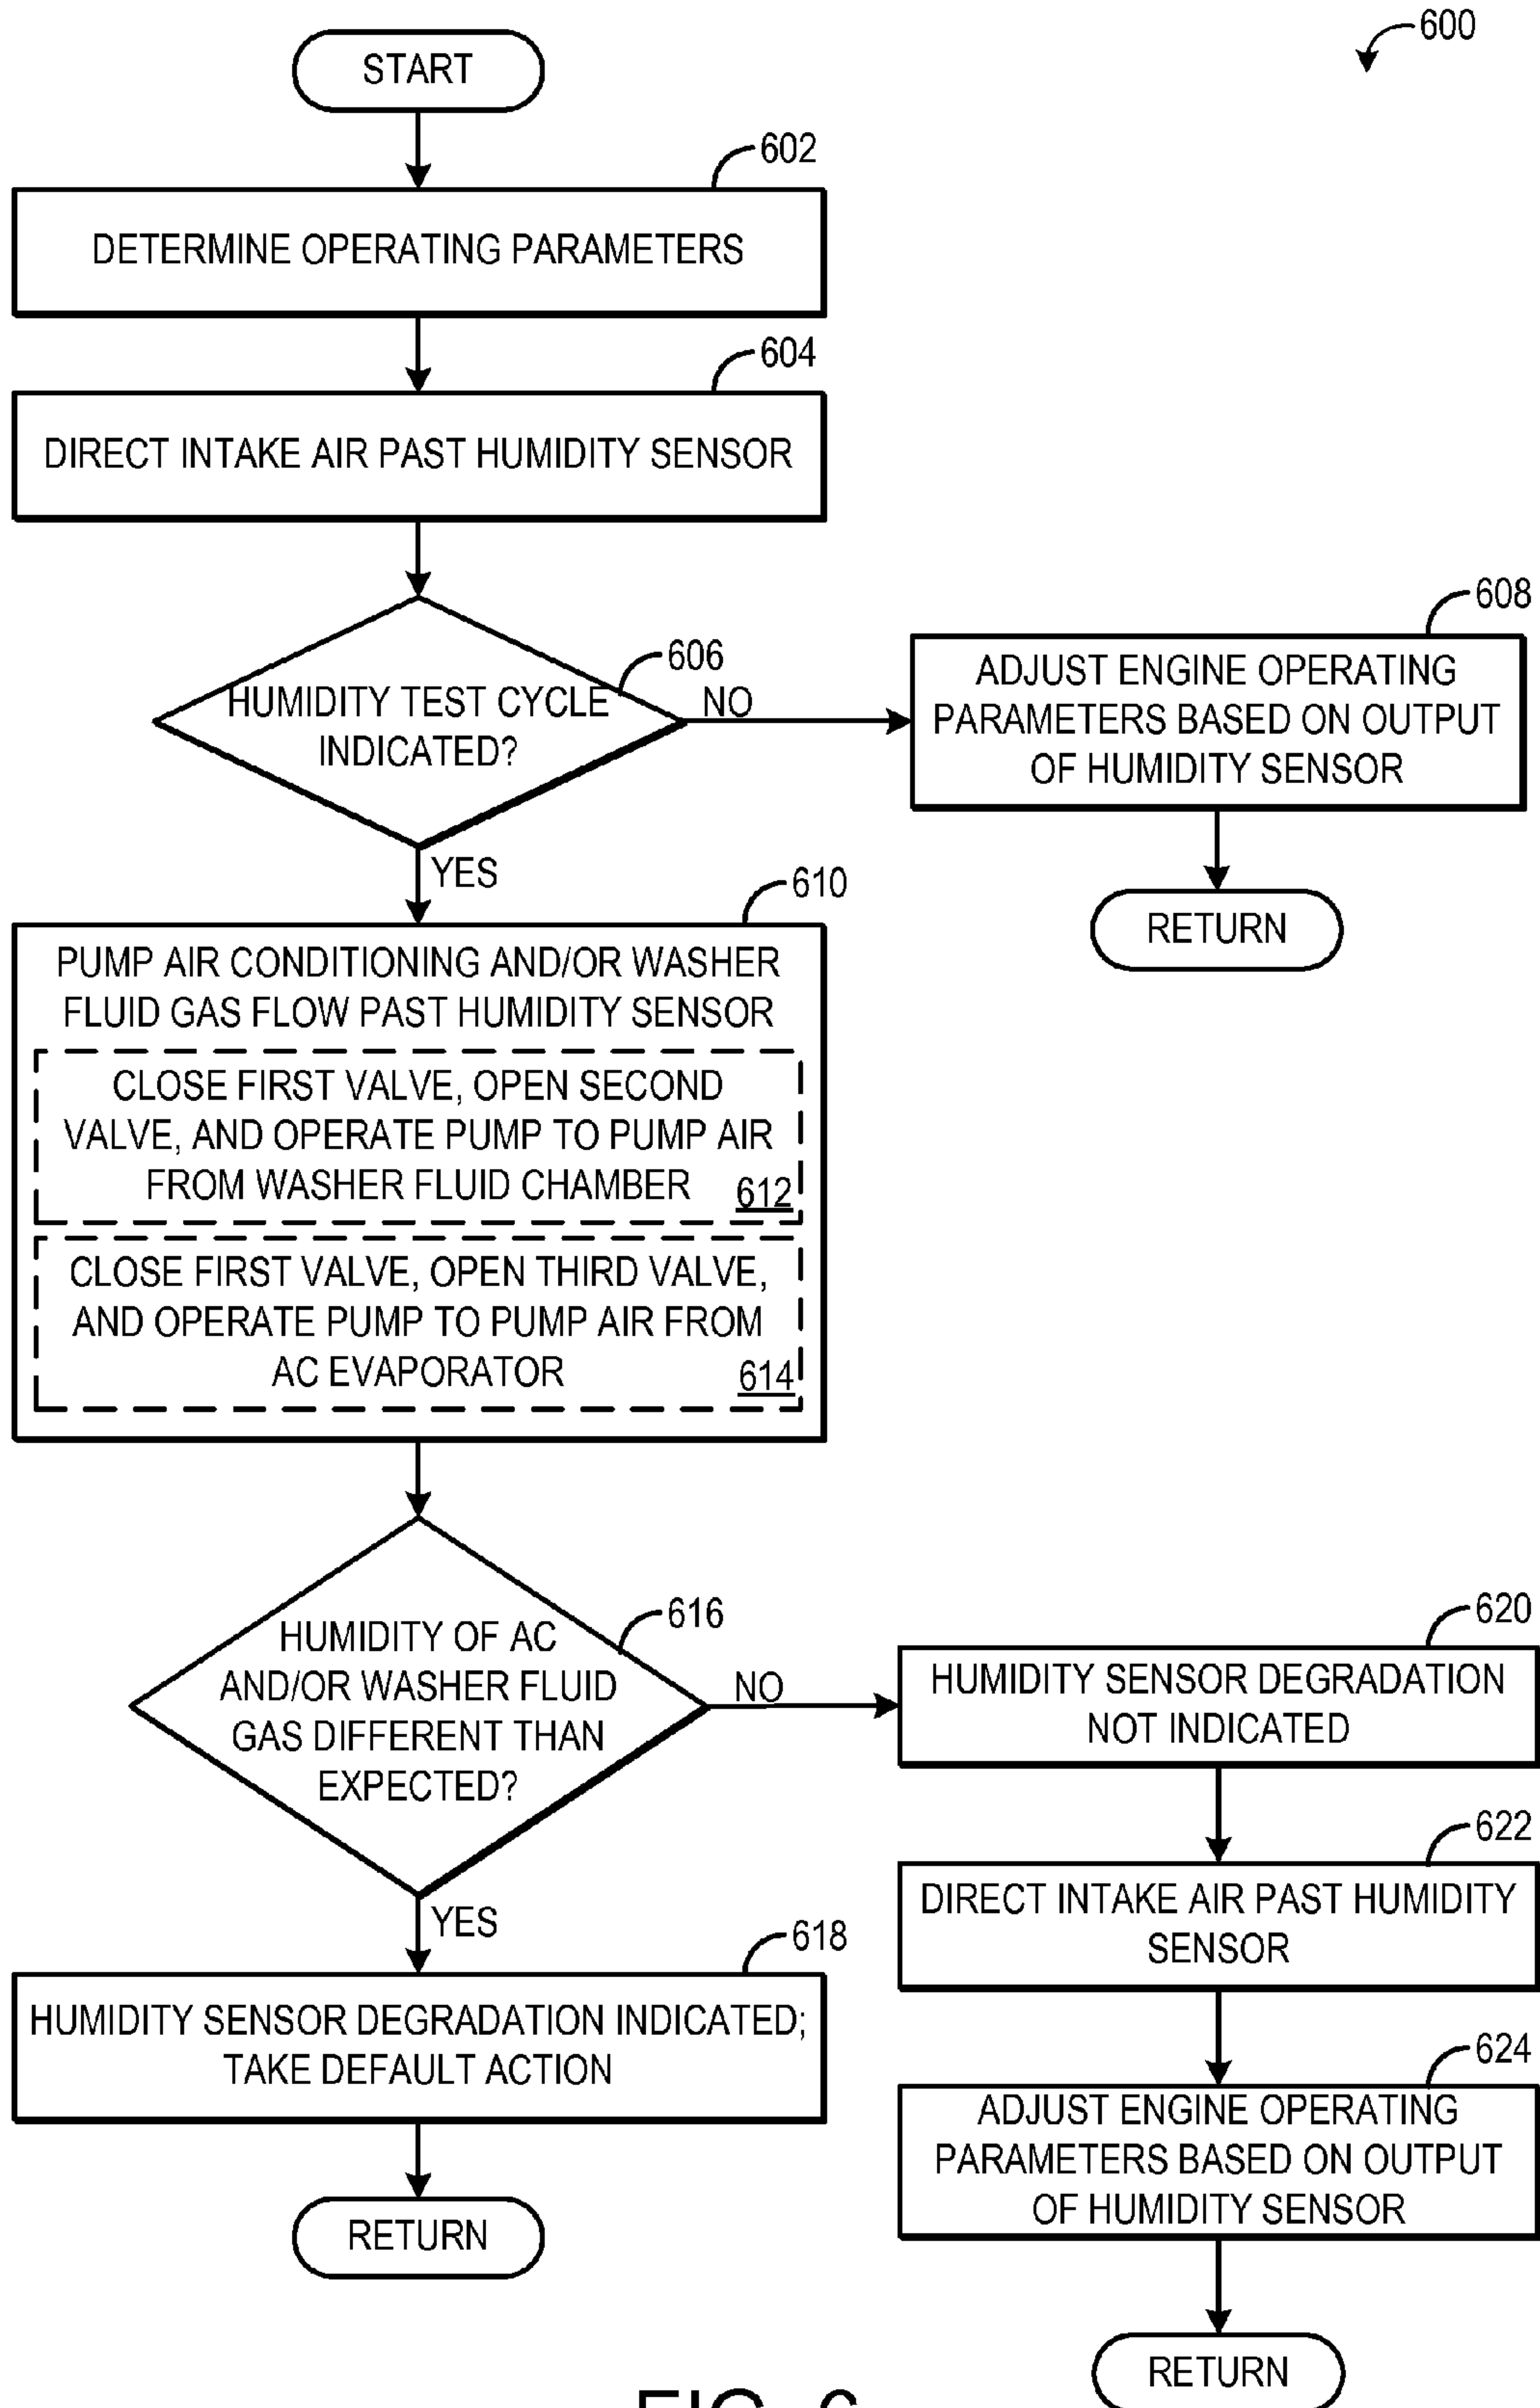 600
START
602
DETERMINE OPERATING PARAMETERS
604
DIRECT INTAKE AIR PAST HUMIDITY SENSOR
606
HUMIDITY TEST CYCLE
INDICATED?
NO
608
ADJUST ENGINE OPERATING
PARAMETERS BASED ON OUTPUT
OF HUMIDITY SENSOR
RETURN
YES
610
PUMP AIR CONDITIONING AND/OR WASHER
FLUID GAS FLOW PAST HUMIDITY SENSOR
CLOSE FIRST VALVE, OPEN SECOND
VALVE, AND OPERATE PUMP TO PUMP AIR
FROM WASHER FLUID CHAMBER
612
CLOSE FIRST VALVE, OPEN THIRD VALVE,
AND OPERATE PUMP TO PUMP AIR FROM
AC EVAPORATOR
614
616
HUMIDITY OF AC
AND/OR WASHER FLUID
GAS DIFFERENT THAN
EXPECTED?
NO
620
HUMIDITY SENSOR DEGRADATION
NOT INDICATED
622
DIRECT INTAKE AIR PAST HUMIDITY
SENSOR
624
ADJUST ENGINE OPERATING
PARAMETERS BASED ON OUTPUT
OF HUMIDITY SENSOR
RETURN
YES
618
HUMIDITY SENSOR DEGRADATION INDICATED;
TAKE DEFAULT ACTION
RETURN
FIG. 6